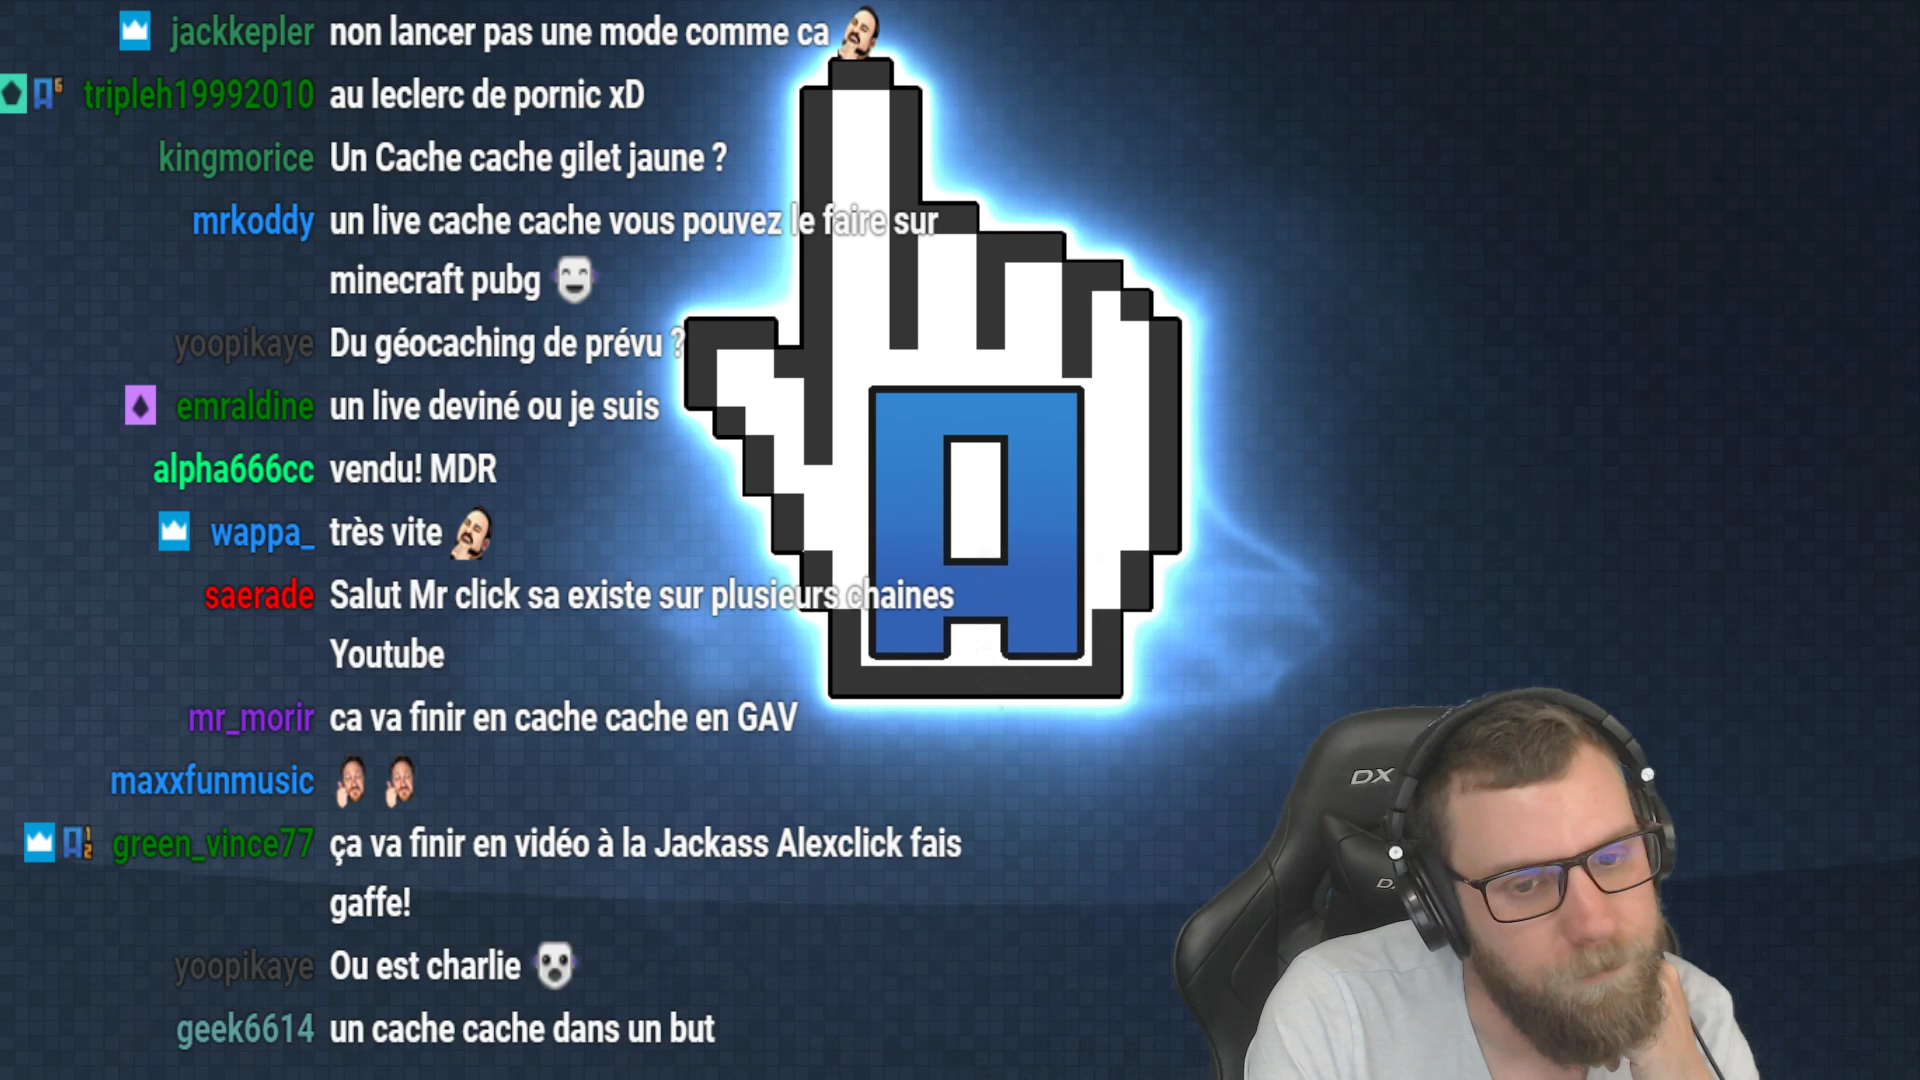 jackkepler non lancer pas une mode comme ca
6 tripleh19992010 au leclerc de pornic xD
kingmorice Un Cache cache gilet jaune ?
mrkoddy un live cache cache vous pouvez le faire sur
minecraft pubg
yoopikaye Du géocaching de prévu ?
emraldine un live deviné ou je suis
alpha666cc vendu! MDR
wappa_ très vite
saerade Salut Mr click sa existe sur plusieurs chaines
Youtube
mr_morir ca va finir en cache cache en GAV
maxxfunmusic
green_vince77 ça va finir en vidéo à la Jackass Alexclick fais
gaffe!
yoopikaye Ou est charlie
geek6614 un cache cache dans un but
A
DX